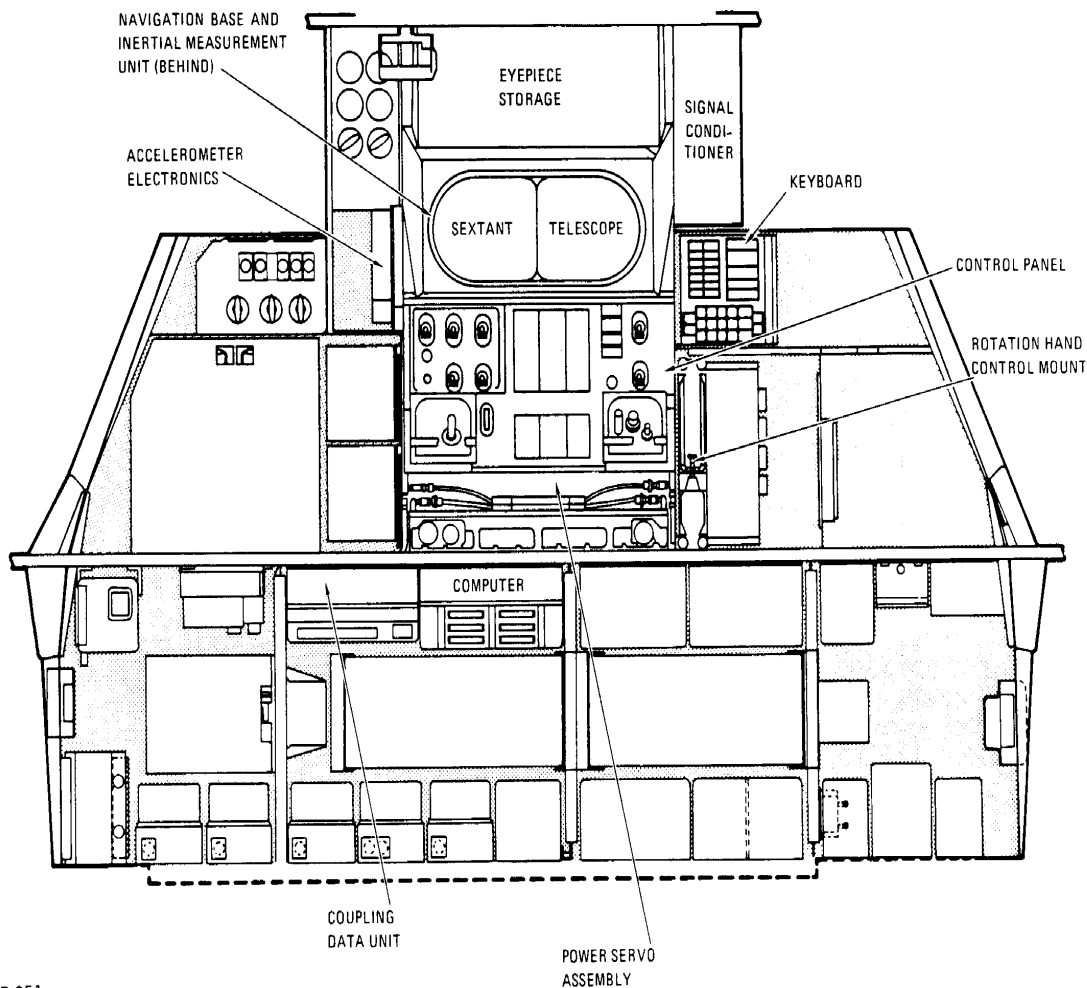 NAVIGATION BASE AND
INERTIAL MEASUREMENT
UNIT (BEHIND)
EYEPIECE
STORAGE
SIGNAL
CONDI-
TIONER
ACCELEROMETER
ELECTRONICS
KEYBOARD
SEXTANT
TELESCOPE
CONTROL PANEL
ROTATION HAND
CONTROL MOUNT
COMPUTER
COUPLING
DATA UNIT
POWER SERVO
ASSEMBLY